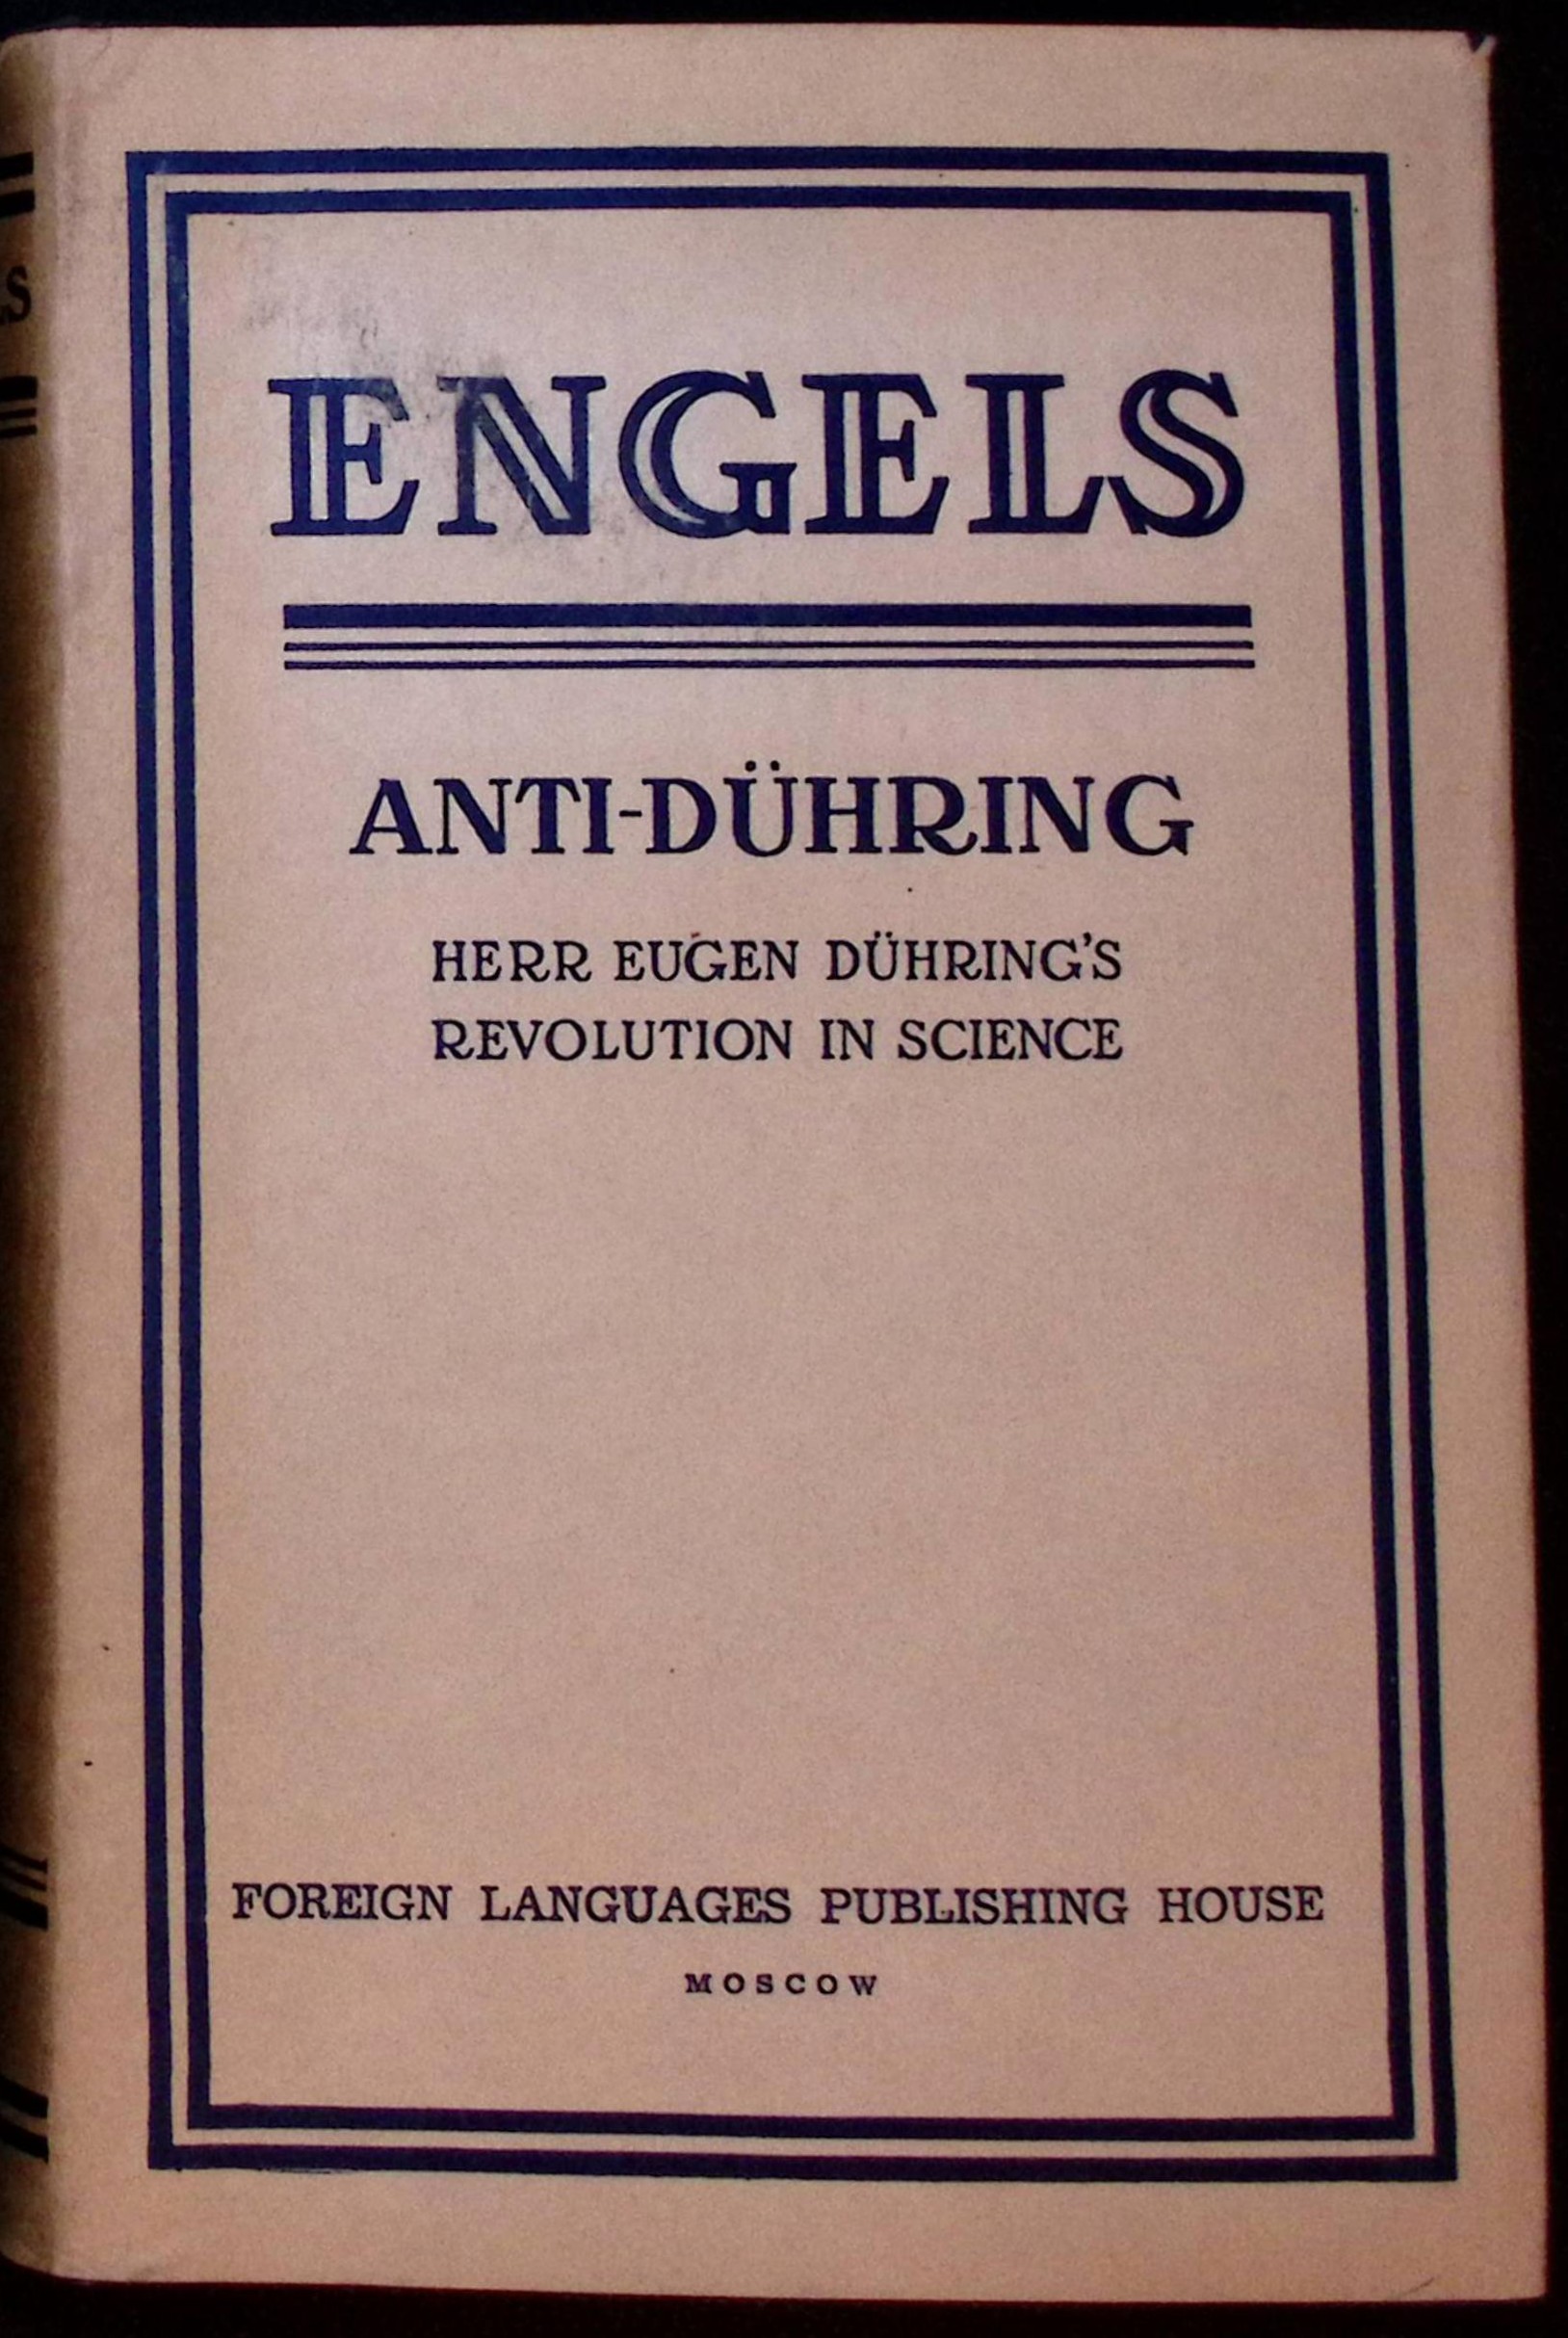 ENGELS
ANTI-DÜHRING
HERR EUGEN DÜHRING'S
REVOLUTION IN SCIENCE
FOREIGN LANGUAGES PUBLISHING HOUSE
MOSCOW